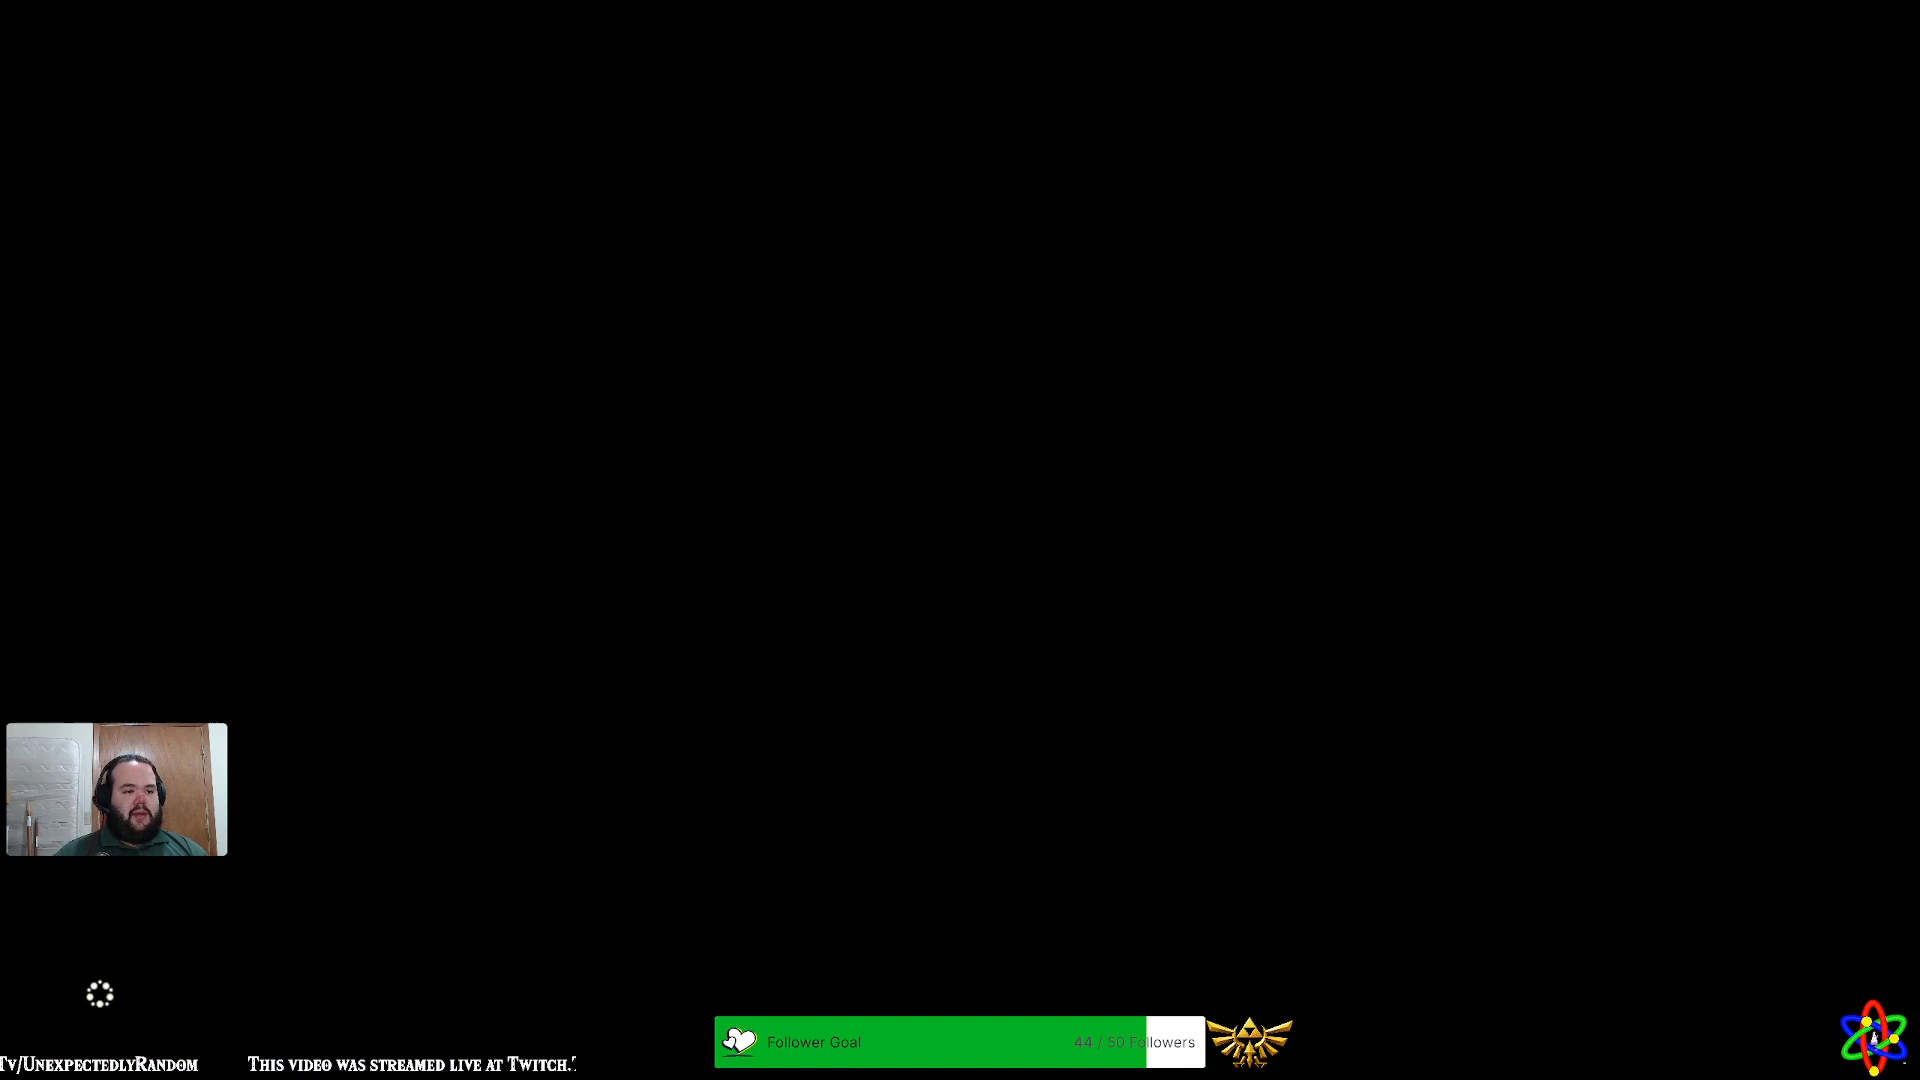 Follower Goal 44 / 50 Followers
Tv/UnexpectedlyRandom This video was streamed live at Twitch.T